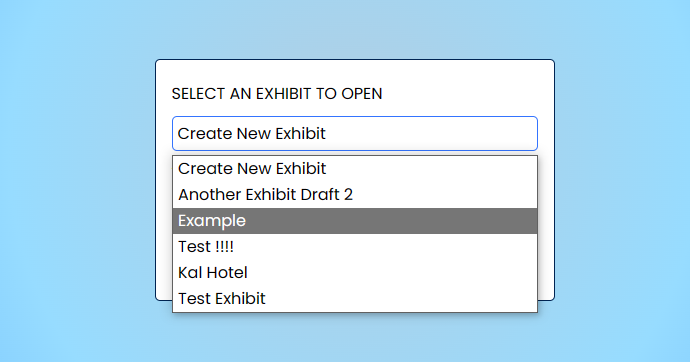 SELECT AN EXHIBIT TO OPEN
Create New Exhibit
Create New Exhibit
Another Exhibit Draft 2
Example
Test !!!!
Kal Hotel
Test Exhibit